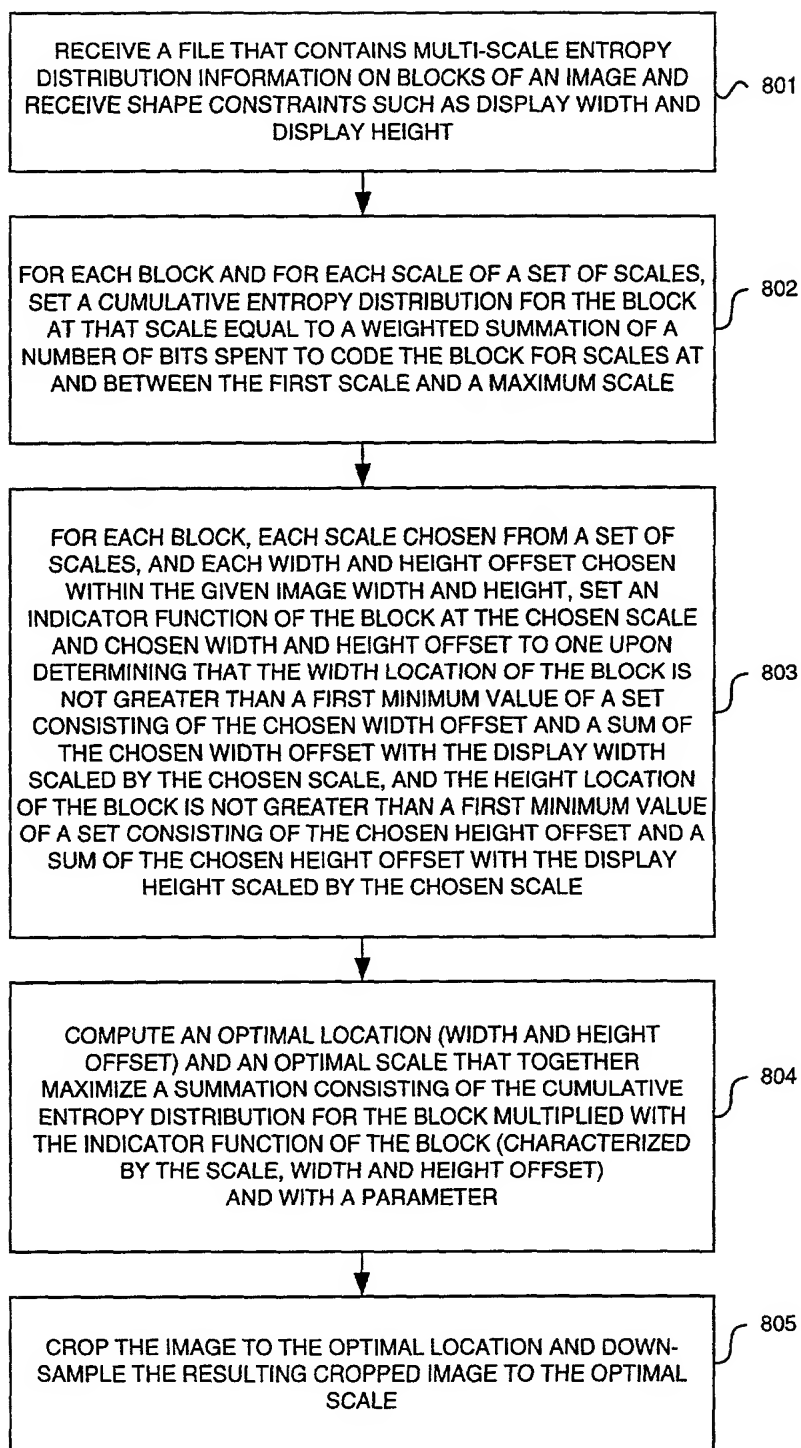 RECEIVE A FILE THAT CONTAINS MULTI-SCALE ENTROPY
DISTRIBUTION INFORMATION ON BLOCKS OF AN IMAGE AND
RECEIVE SHAPE CONSTRAINTS SUCH AS DISPLAY WIDTH AND
DISPLAY HEIGHT
801
FOR EACH BLOCK AND FOR EACH SCALE OF A SET OF SCALES,
SET A CUMULATIVE ENTROPY DISTRIBUTION FOR THE BLOCK
AT THAT SCALE EQUAL TO A WEIGHTED SUMMATION OF A
NUMBER OF BITS SPENT TO CODE THE BLOCK FOR SCALES AT
AND BETWEEN THE FIRST SCALE AND A MAXIMUM SCALE
802
FOR EACH BLOCK, EACH SCALE CHOSEN FROM A SET OF
SCALES, AND EACH WIDTH AND HEIGHT OFFSET CHOSEN
WITHIN THE GIVEN IMAGE WIDTH AND HEIGHT, SET AN
INDICATOR FUNCTION OF THE BLOCK AT THE CHOSEN SCALE
AND CHOSEN WIDTH AND HEIGHT OFFSET TO ONE UPON
DETERMINING THAT THE WIDTH LOCATION OF THE BLOCK IS
NOT GREATER THAN A FIRST MINIMUM VALUE OF A SET
CONSISTING OF THE CHOSEN WIDTH OFFSET AND A SUM OF
THE CHOSEN WIDTH OFFSET WITH THE DISPLAY WIDTH
SCALED BY THE CHOSEN SCALE, AND THE HEIGHT LOCATION
OF THE BLOCK IS NOT GREATER THAN A FIRST MINIMUM VALUE
OF A SET CONSISTING OF THE CHOSEN HEIGHT OFFSET AND A
SUM OF THE CHOSEN HEIGHT OFFSET WITH THE DISPLAY
HEIGHT SCALED BY THE CHOSEN SCALE
803
COMPUTE AN OPTIMAL LOCATION (WIDTH AND HEIGHT
OFFSET) AND AN OPTIMAL SCALE THAT TOGETHER
MAXIMIZE A SUMMATION CONSISTING OF THE CUMULATIVE
ENTROPY DISTRIBUTION FOR THE BLOCK MULTIPLIED WITH
THE INDICATOR FUNCTION OF THE BLOCK (CHARACTERIZED
BY THE SCALE, WIDTH AND HEIGHT OFFSET)
AND WITH A PARAMETER
804
CROP THE IMAGE TO THE OPTIMAL LOCATION AND DOWN-
SAMPLE THE RESULTING CROPPED IMAGE TO THE OPTIMAL
SCALE
805